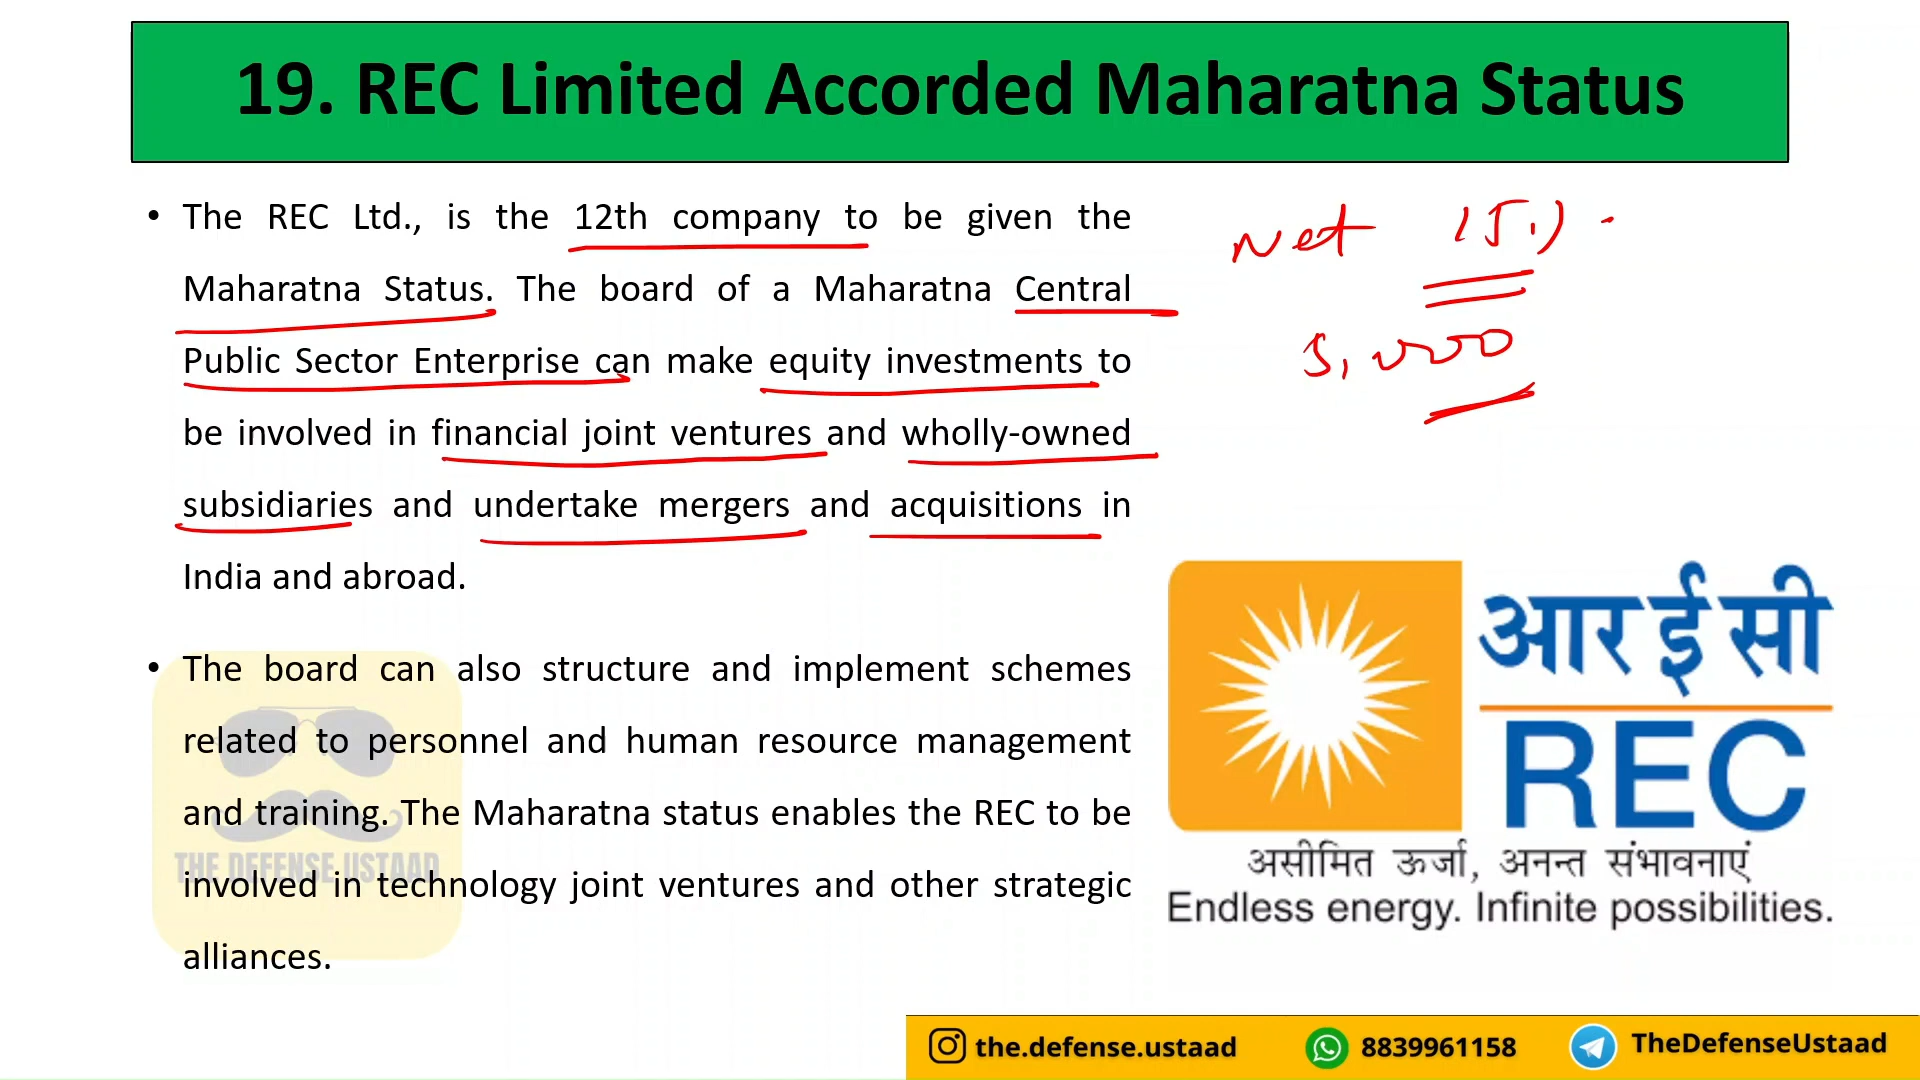 19. REC Limited Accorded Maharatna Status
• The REC Ltd., is the 12th company to be given the
Maharatna Status. The board of a Maharatna Central
Public Sector Enterprise can make equity investments to
be involved in financial joint ventures and wholly-owned
subsidiaries and undertake mergers and acquisitions in
India and abroad.
• The board can also structure and implement schemes
related to personnel and human resource management
and training. The Maharatna status enables the REC to be
involved in technology joint ventures and other strategic
alliances.
THE DEFENSE USTAAD
Net 15%
5,000
आर ई सी
REC
असीमित ऊर्जा, अनन्त संभावनाएं
Endless energy. Infinite possibilities.
the.defense.ustaad
8839961158
TheDefenseUstaad